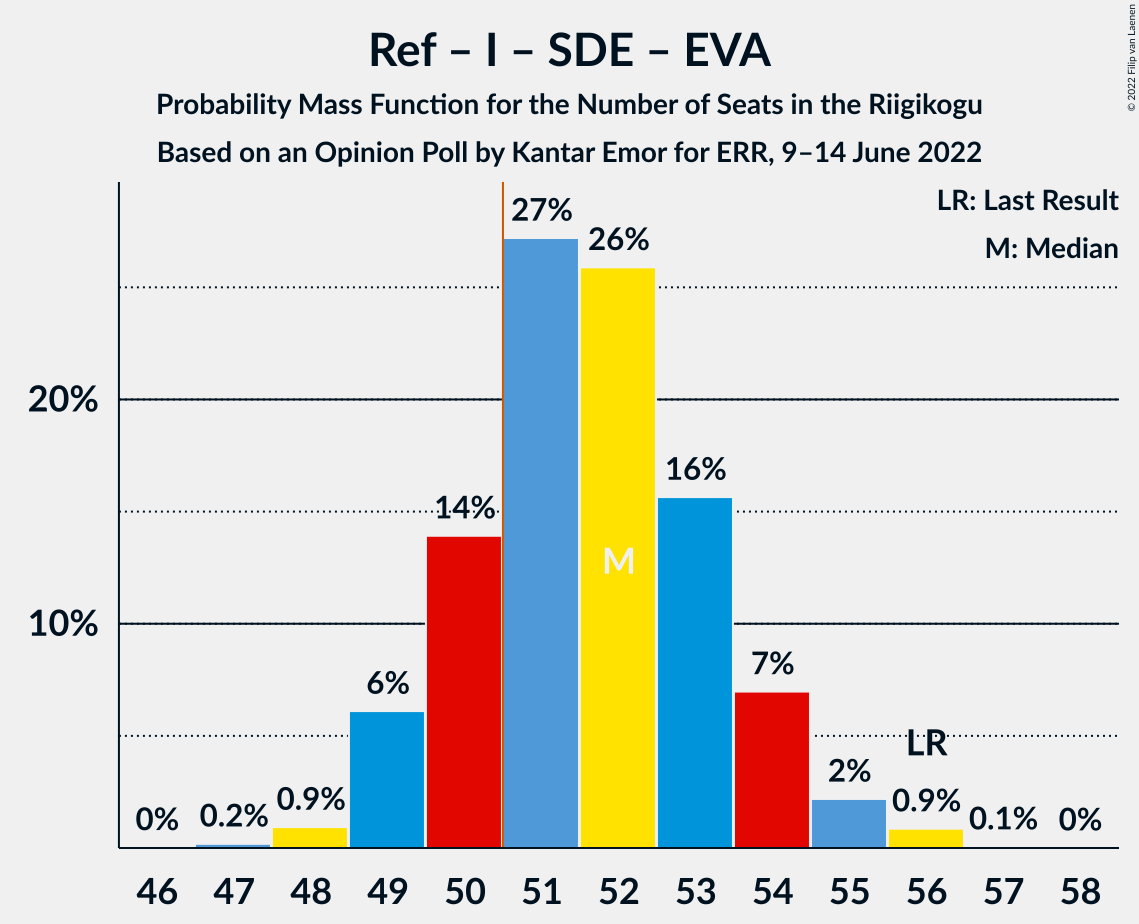 Ref – I – SDE – EVA
Probability Mass Function for the Number of Seats in the Riigikogu
Based on an Opinion Poll by Kantar Emor for ERR, 9–14 June 2022
© 2022 Filip van Laenen
LR: Last Result
M: Median
20%
10%
0%
0.2%
0.9%
6%
14%
27%
26%
M
16%
7%
2%
LR
0.9%
0.1%
0%
46 47 48 49 50 51 52 53 54 55 56 57 58